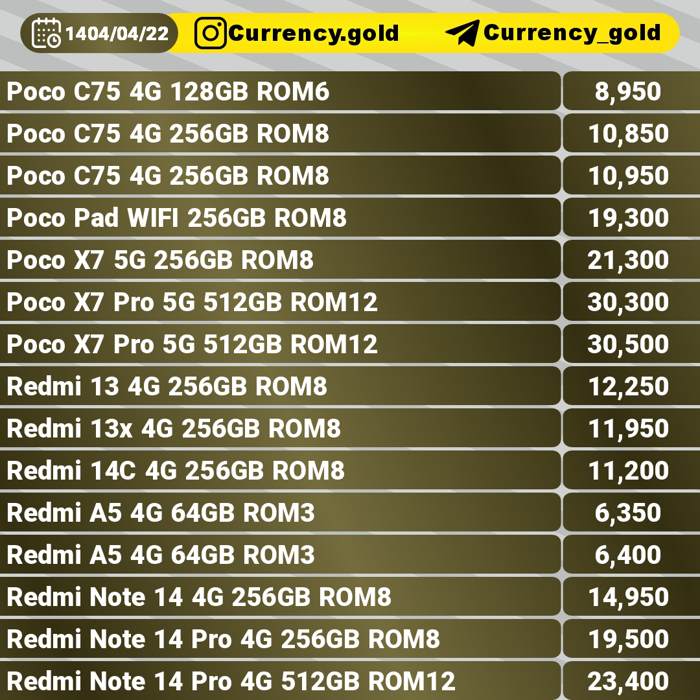 1404/04/22 Currency.gold Currency_gold
Poco C75 4G 128GB ROM6 8,950
Poco C75 4G 256GB ROM8 10,850
Poco C75 4G 256GB ROM8 10,950
Poco Pad WIFI 256GB ROM8 19,300
Poco X7 5G 256GB ROM8 21,300
Poco X7 Pro 5G 512GB ROM12 30,300
Poco X7 Pro 5G 512GB ROM12 30,500
Redmi 13 4G 256GB ROM8 12,250
Redmi 13x 4G 256GB ROM8 11,950
Redmi 14C 4G 256GB ROM8 11,200
Redmi A5 4G 64GB ROM3 6,350
Redmi A5 4G 64GB ROM3 6,400
Redmi Note 14 4G 256GB ROM8 14,950
Redmi Note 14 Pro 4G 256GB ROM8 19,500
Redmi Note 14 Pro 4G 512GB ROM12 23,400